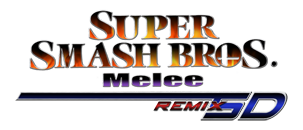 SUPER
SMASH BROS.
Melee
REMIX SD